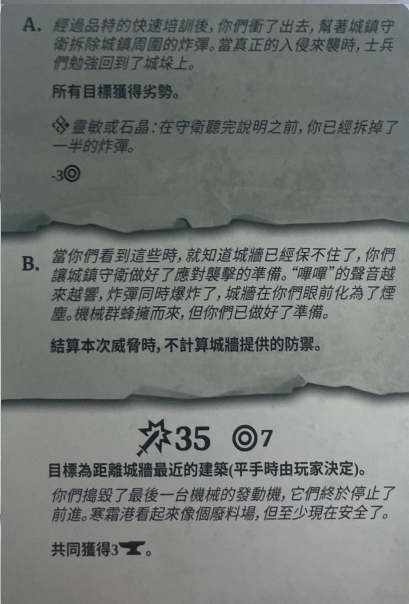 A. 經過品特的快速培訓後，你們衝了出去，幫著城鎮守
衛拆除城鎮周圍的炸彈。當真正的入侵來襲時，士兵
們勉強回到了城垛上。
所有目標獲得劣勢。
靈敏或石晶：在守衛聽完說明之前，你已經拆掉了
一半的炸彈。
-3
B. 當你們看到這些時，就知道城牆已經保不住了，你們
讓城鎮守衛做好了應對襲擊的準備。“嗶嗶”的聲音越
來越響，炸彈同時爆炸了，城牆在你們眼前化為了煙
塵。機械群蜂擁而來，但你們已做好了準備。
結算本次威脅時，不計算城牆提供的防禦。
35 7
目標為距離城牆最近的建築(平手時由玩家決定)。
你們搗毀了最後一台機械的發動機，它們終於停止了
前進。寒霜港看起來像個廢料場，但至少現在安全了。
共同獲得3。